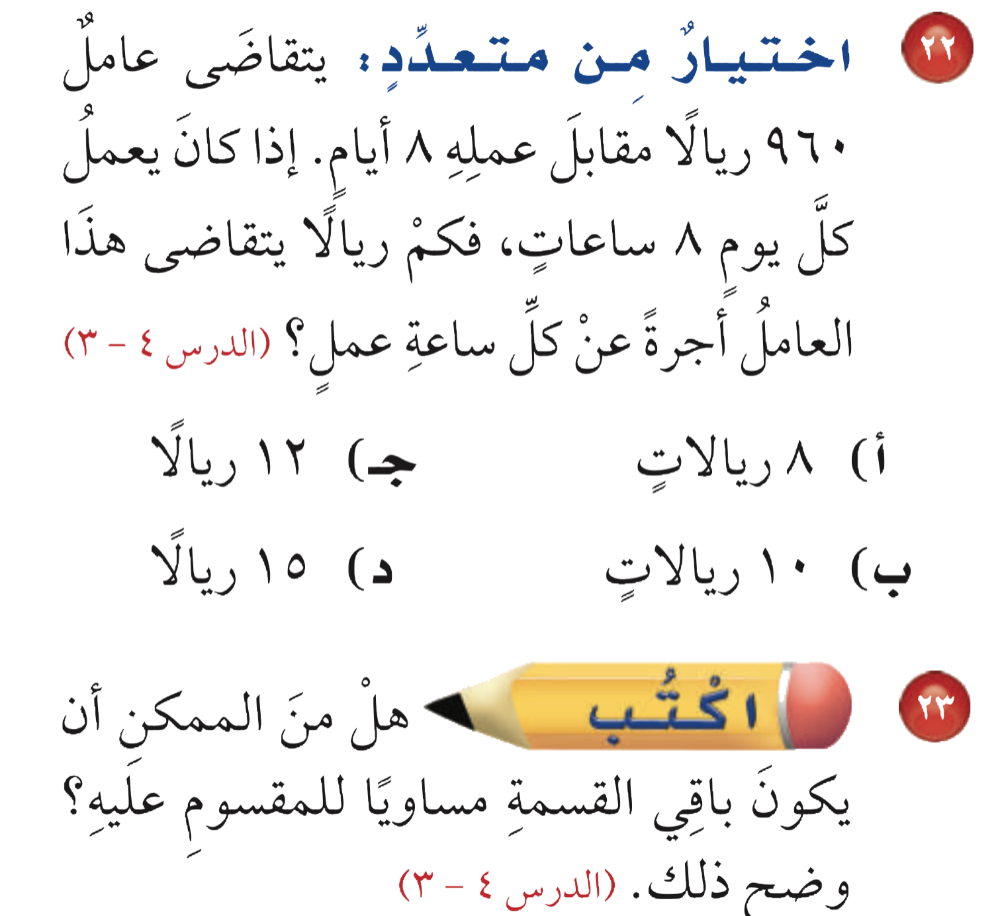 ٢٢ اختيارٌ مِن متعدِّدٍ: يتقاضَى عاملٌ
٩٦٠ ريالًا مقابلَ عملِهِ ٨ أيامٍ. إذا كانَ يعملُ
كلَّ يومٍ ٨ ساعاتٍ، فكمْ ريالًا يتقاضى هذَا
العاملُ أجرةً عنْ كلِّ ساعةِ عملٍ؟ (الدرس ٤ – ٣)
أ) ٨ ريالاتٍ جـ) ١٢ ريالًا
ب) ١٠ ريالاتٍ د) ١٥ ريالًا
٢٣ اكْتُب هلْ منَ الممكنِ أن
يكونَ باقِي القسمةِ مساويًا للمقسومِ علَيهِ؟
وضح ذلك. (الدرس ٤ – ٣)